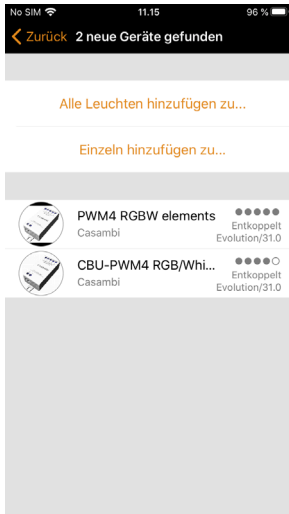 No SIM 11.15 96 %
Zurück 2 neue Geräte gefunden
Alle Leuchten hinzufügen zu...
Einzeln hinzufügen zu...
PWM4 RGBW elements
Casambi
Entkoppelt
Evolution/31.0
CBU-PWM4 RGB/Whi...
Casambi
Entkoppelt
Evolution/31.0